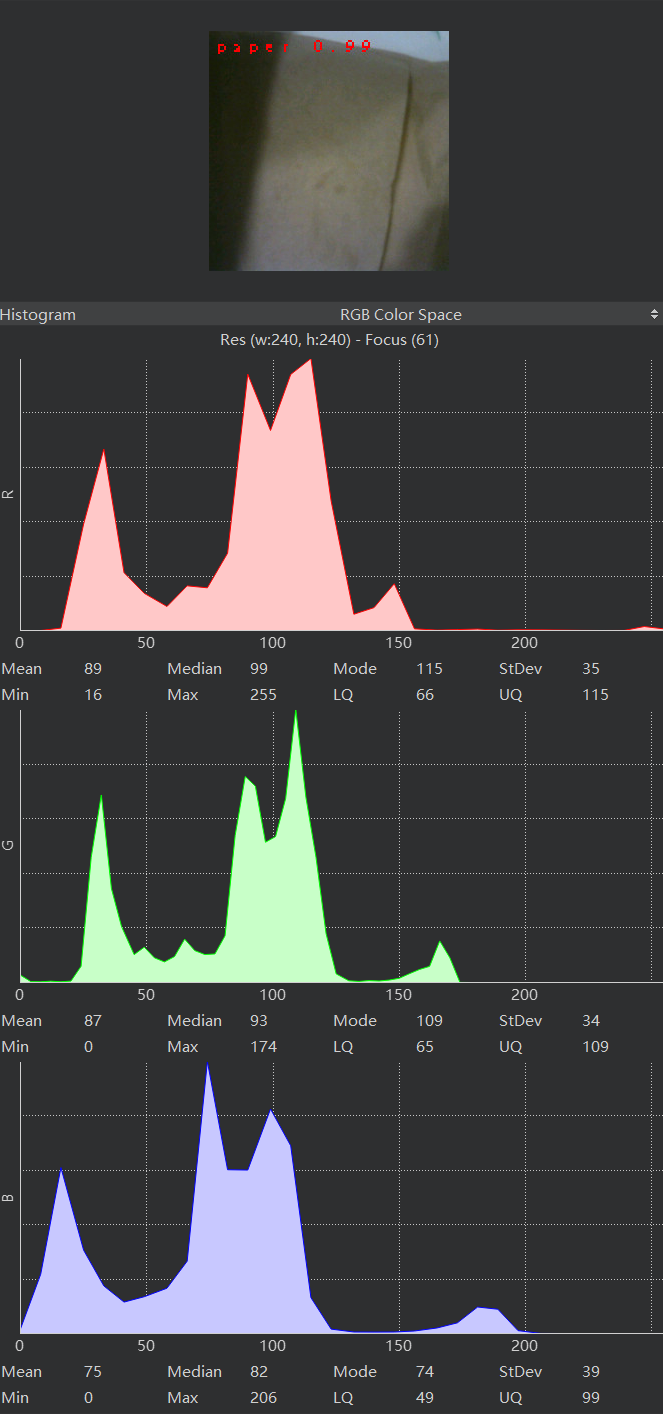 paper 0.99
Histogram RGB Color Space
Res (w:240, h:240) - Focus (61)
R
0 50 100 150 200
Mean 89 Median 99 Mode 115 StDev 35
Min 16 Max 255 LQ 66 UQ 115
G
0 50 100 150 200
Mean 87 Median 93 Mode 109 StDev 34
Min 0 Max 174 LQ 65 UQ 109
B
0 50 100 150 200
Mean 75 Median 82 Mode 74 StDev 39
Min 0 Max 206 LQ 49 UQ 99